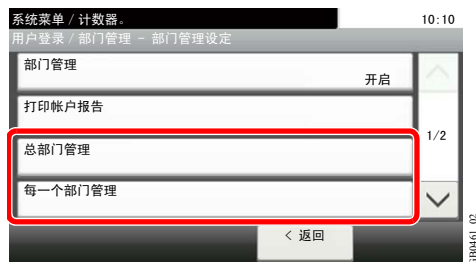 系统菜单 / 计数器。
10:10
用户登录 / 部门管理 - 部门管理设定
部门管理
开启
打印帐户报告
1/2
总部门管理
每一个部门管理
< 返回
GB0461_02